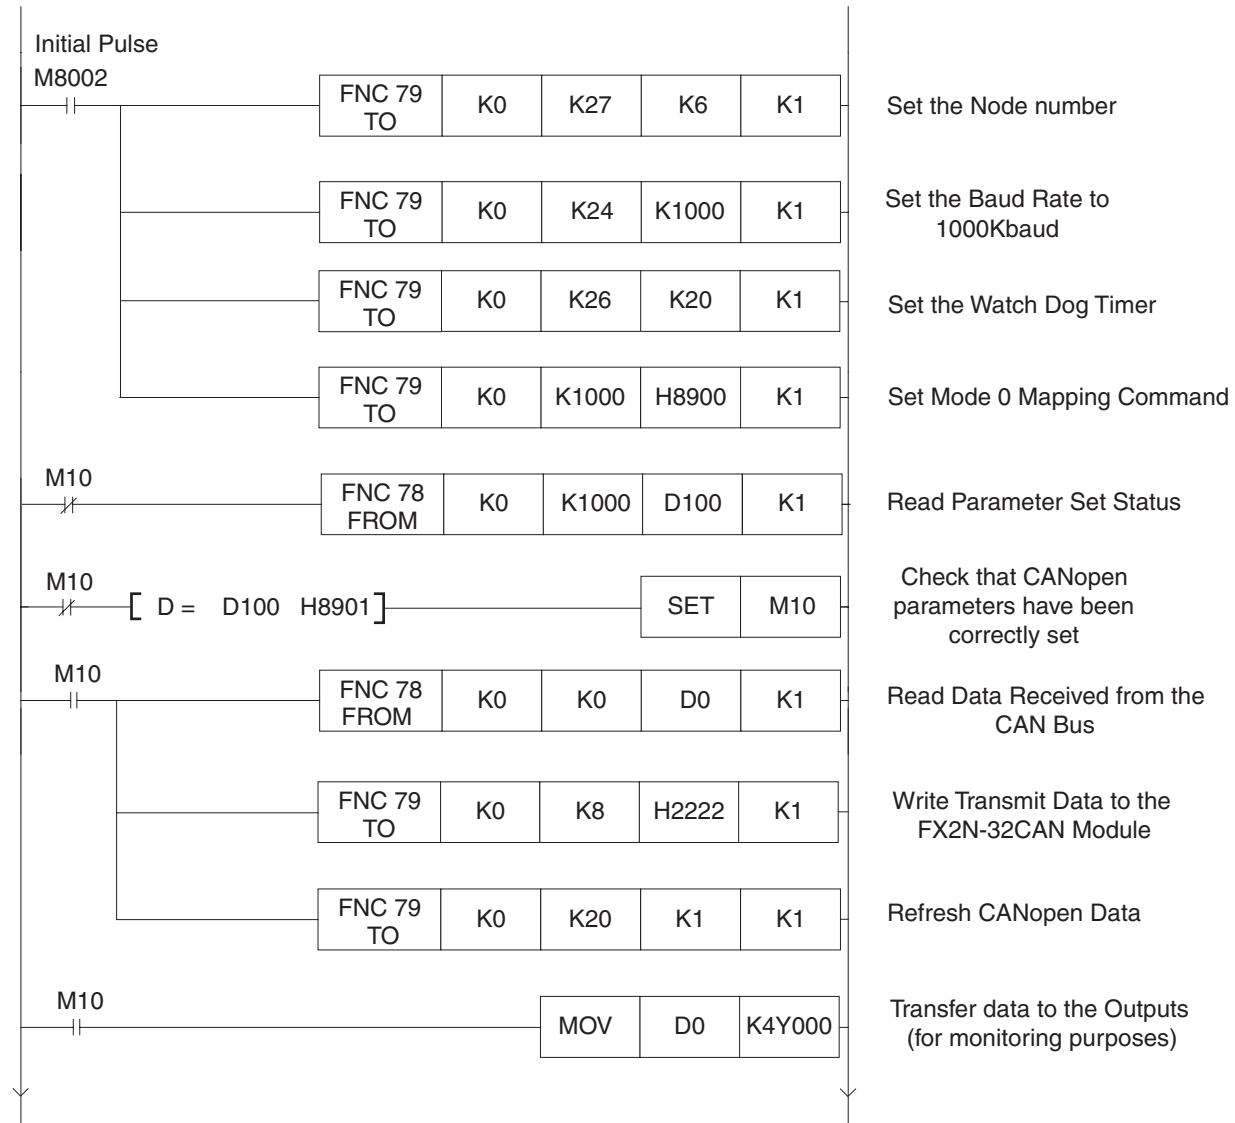 Initial Pulse
M8002
FNC 79 TO K0 K27 K6 K1
Set the Node number
FNC 79 TO K0 K24 K1000 K1
Set the Baud Rate to
1000Kbaud
FNC 79 TO K0 K26 K20 K1
Set the Watch Dog Timer
FNC 79 TO K0 K1000 H8900 K1
Set Mode 0 Mapping Command
M10
FNC 78 FROM K0 K1000 D100 K1
Read Parameter Set Status
M10
[ D = D100 H8901 ] SET M10
Check that CANopen
parameters have been
correctly set
M10
FNC 78 FROM K0 K0 D0 K1
Read Data Received from the
CAN Bus
FNC 79 TO K0 K8 H2222 K1
Write Transmit Data to the
FX2N-32CAN Module
FNC 79 TO K0 K20 K1 K1
Refresh CANopen Data
M10
MOV D0 K4Y000
Transfer data to the Outputs
(for monitoring purposes)